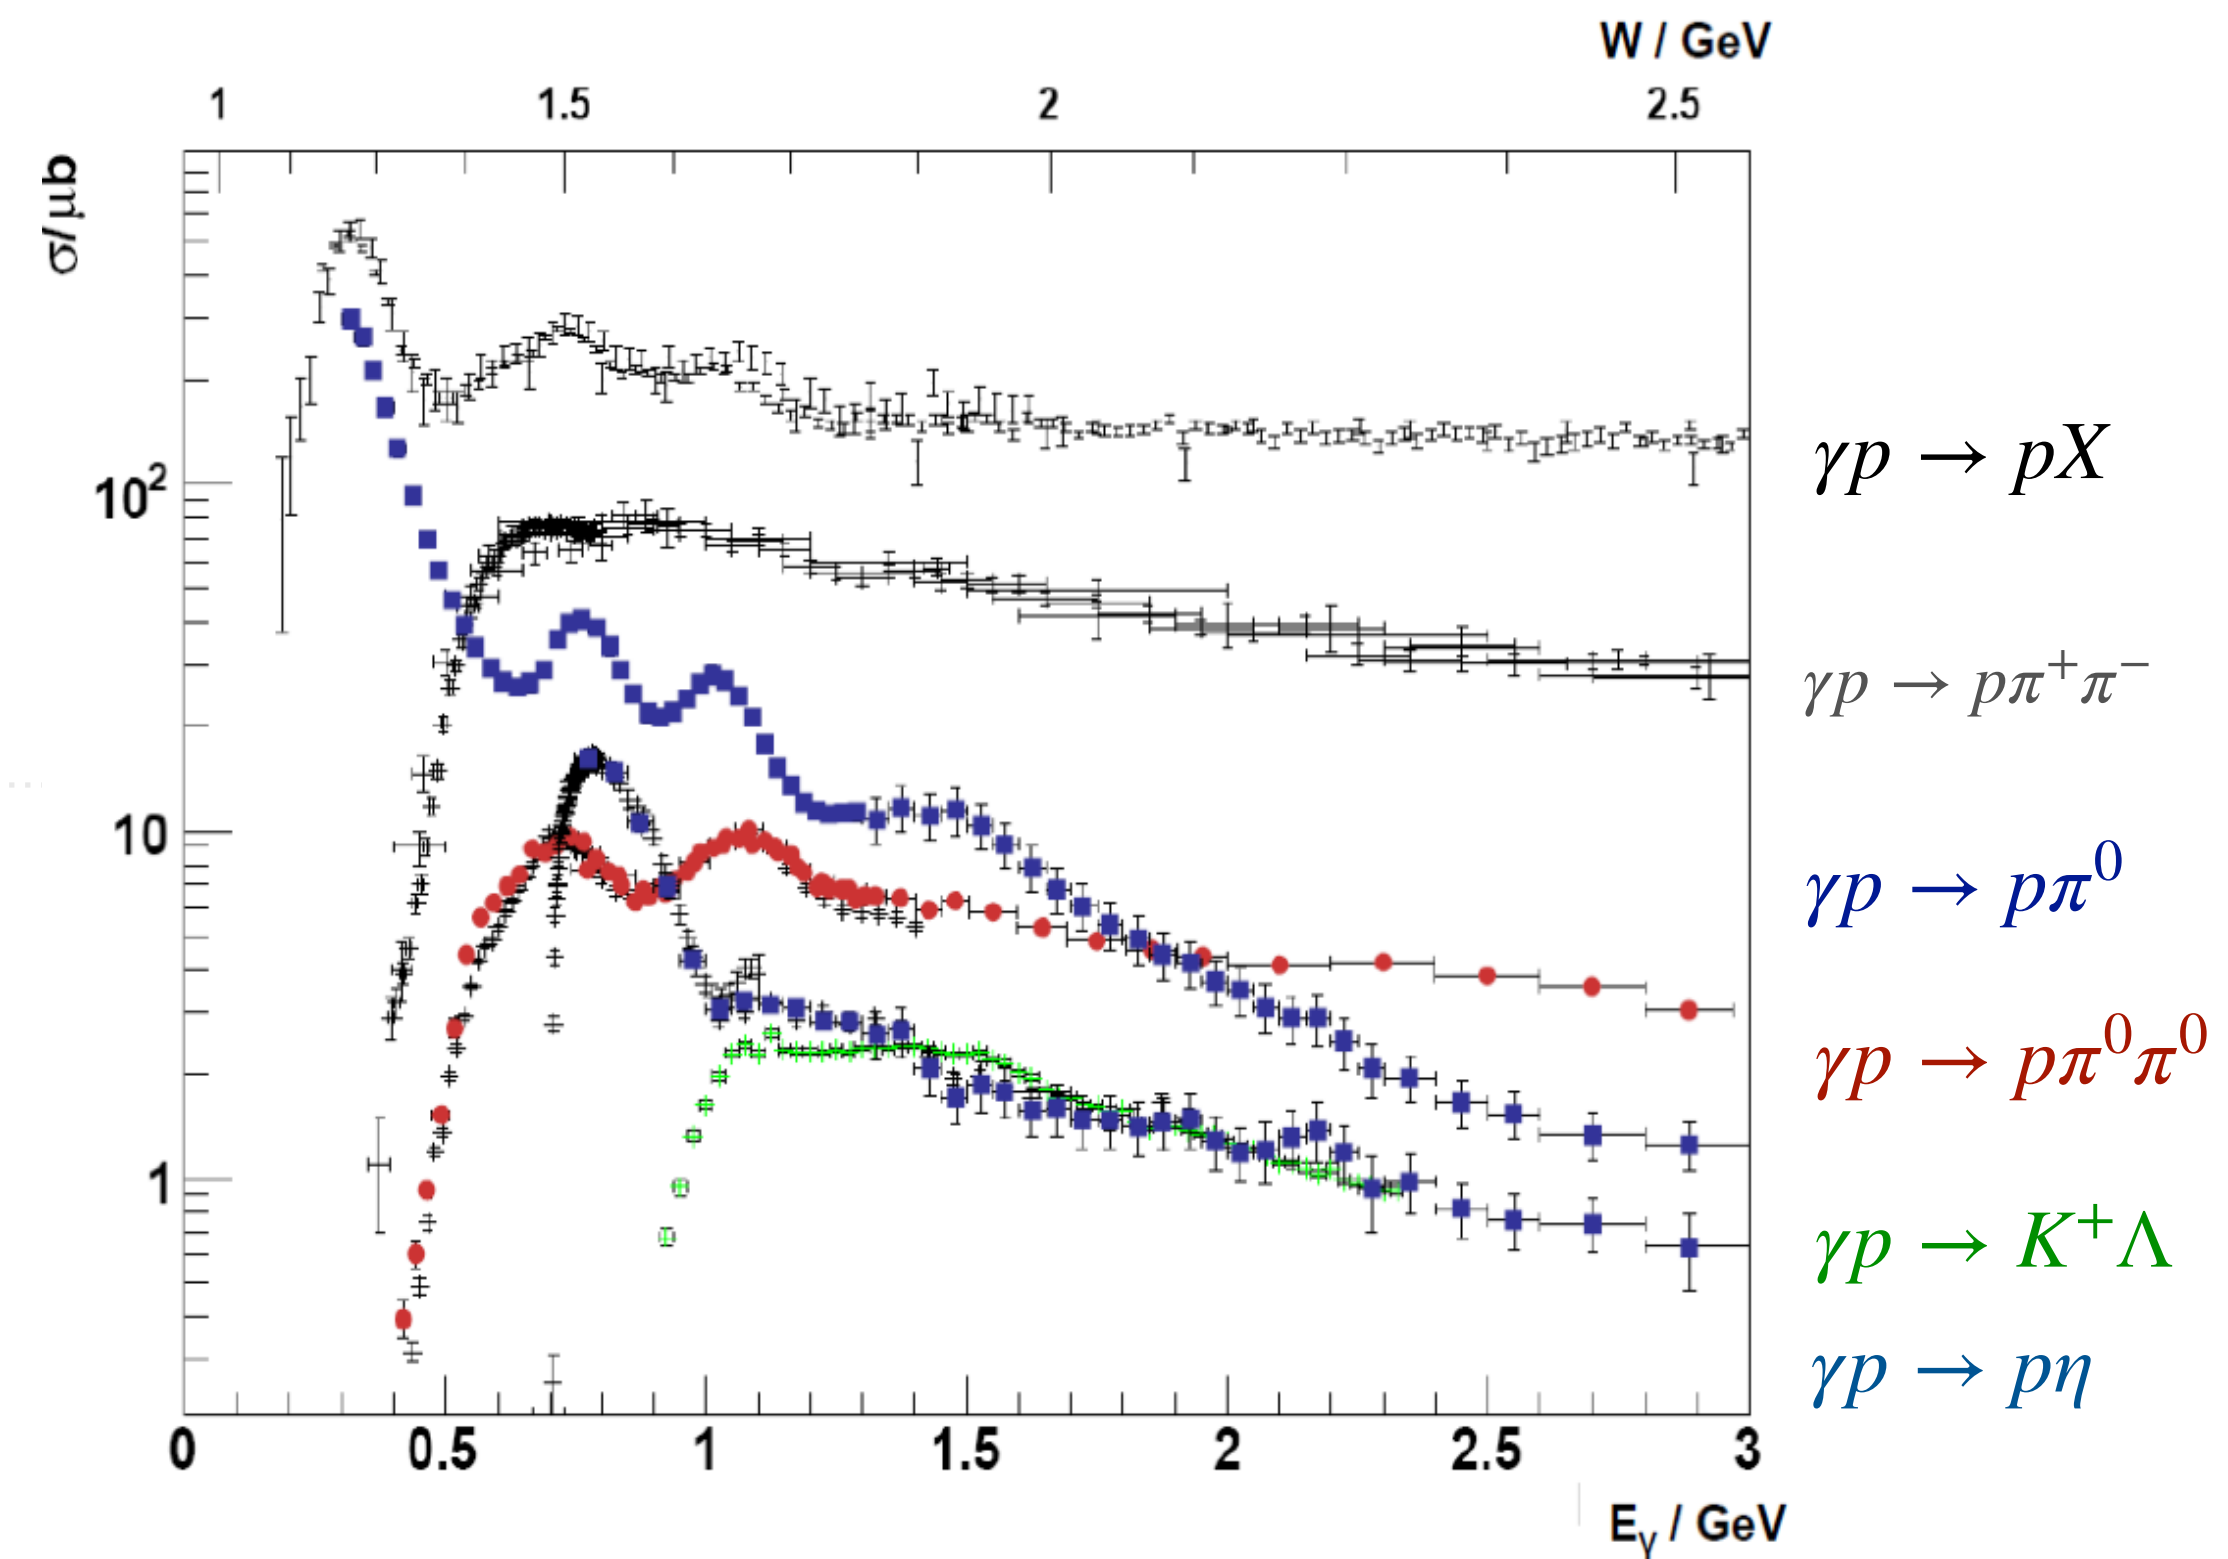 W / GeV
1 1.5 2 2.5
σ/ μb
10²
10
1
γp → pX
γp → pπ⁺π⁻
γp → pπ⁰
γp → pπ⁰π⁰
γp → K⁺Λ
γp → pη
0 0.5 1 1.5 2 2.5 3
Eᵧ / GeV